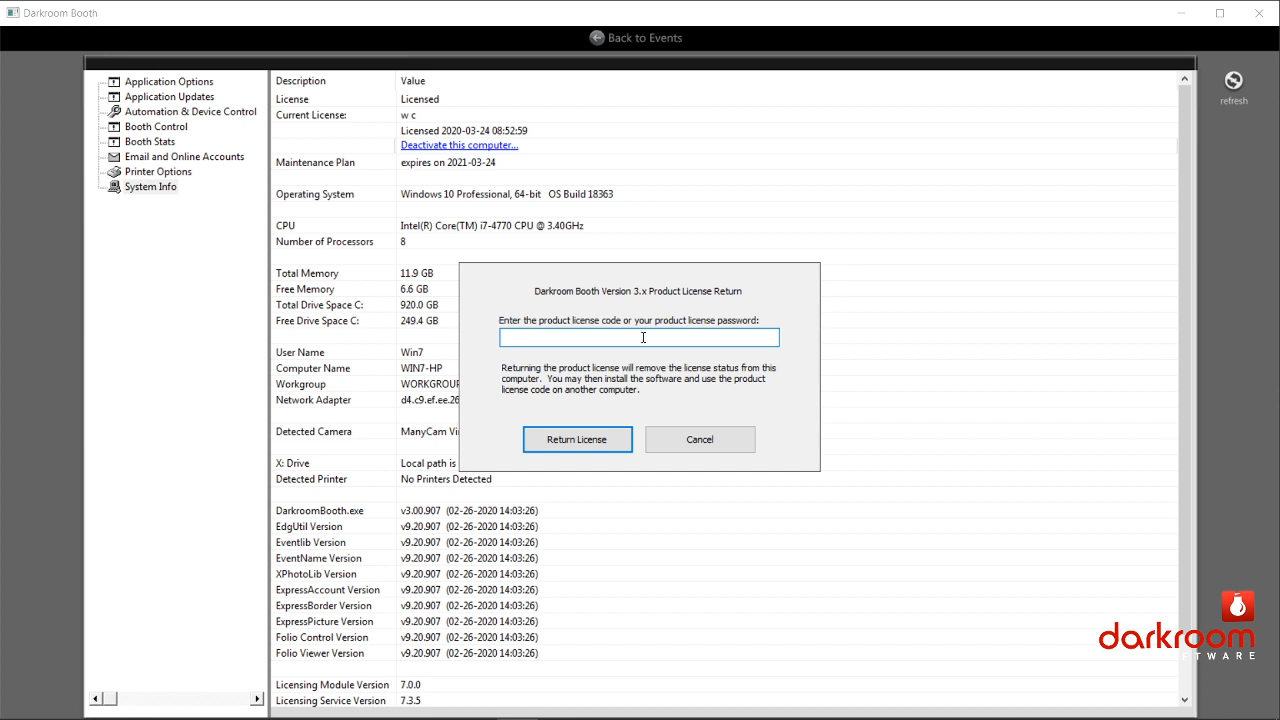 Darkroom Booth
Back to Events
Application Options
Application Updates
Automation & Device Control
Booth Control
Booth Stats
Email and Online Accounts
Printer Options
System Info
refresh
Description Value
License Licensed
Current License: w c
Licensed 2020-03-24 08:52:59
Deactivate this computer...
Maintenance Plan expires on 2021-03-24
Operating System Windows 10 Professional, 64-bit OS Build 18363
CPU Intel(R) Core(TM) i7-4770 CPU @ 3.40GHz
Number of Processors 8
Total Memory 11.9 GB
Free Memory 6.6 GB
Total Drive Space C: 920.0 GB
Free Drive Space C: 249.4 GB
User Name Win7
Computer Name WIN7-HP
Workgroup WORKGROUP
Network Adapter d4.c9.ef.ee.26
Detected Camera ManyCam Vi
X: Drive Local path is
Detected Printer No Printers Detected
DarkroomBooth.exe v3.00.907 (02-26-2020 14:03:26)
EdgUtil Version v9.20.907 (02-26-2020 14:03:26)
Eventlib Version v9.20.907 (02-26-2020 14:03:26)
EventName Version v9.20.907 (02-26-2020 14:03:26)
XPhotoLib Version v9.20.907 (02-26-2020 14:03:26)
ExpressAccount Version v9.20.907 (02-26-2020 14:03:26)
ExpressBorder Version v9.20.907 (02-26-2020 14:03:26)
ExpressPicture Version v9.20.907 (02-26-2020 14:03:26)
Folio Control Version v9.20.907 (02-26-2020 14:03:26)
Folio Viewer Version v9.20.907 (02-26-2020 14:03:26)
Licensing Module Version 7.0.0
Licensing Service Version 7.3.5
Darkroom Booth Version 3.x Product License Return
Enter the product license code or your product license password:
Returning the product license will remove the license status from this
computer. You may then install the software and use the product
license code on another computer.
Return License Cancel
darkroom
FTWARE